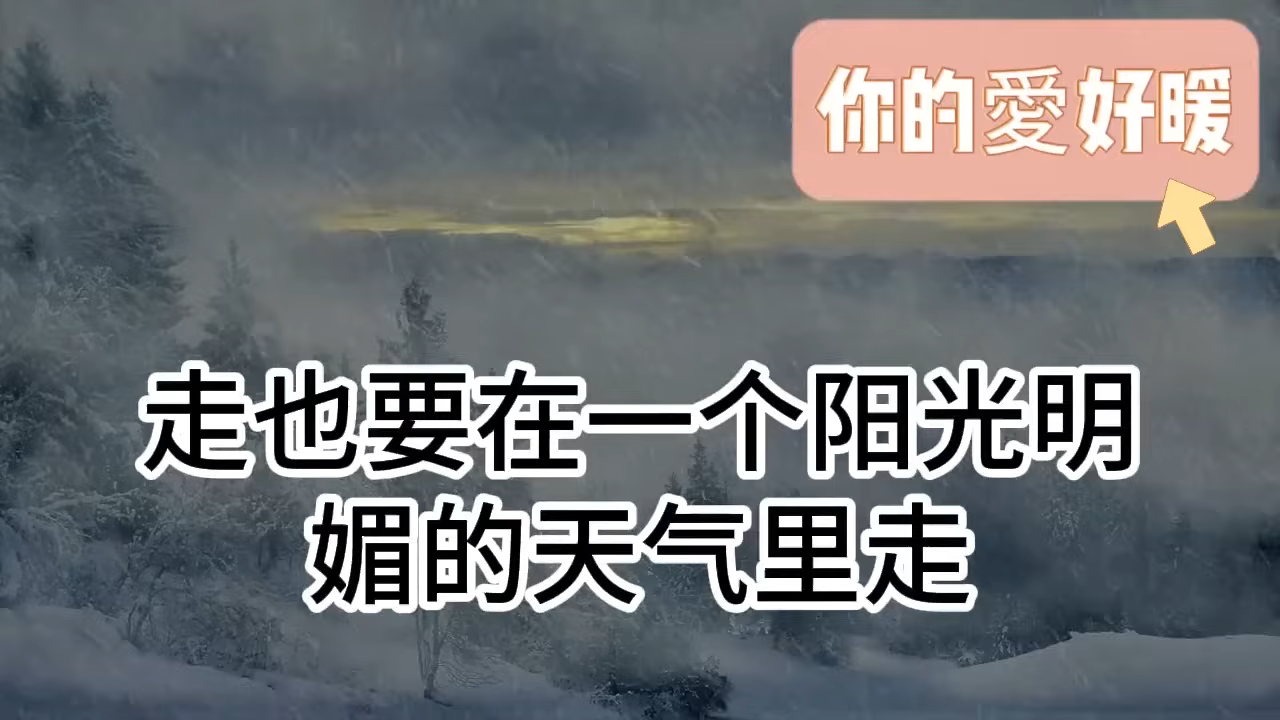 你的愛好暖
走也要在一个阳光明
媚的天气里走